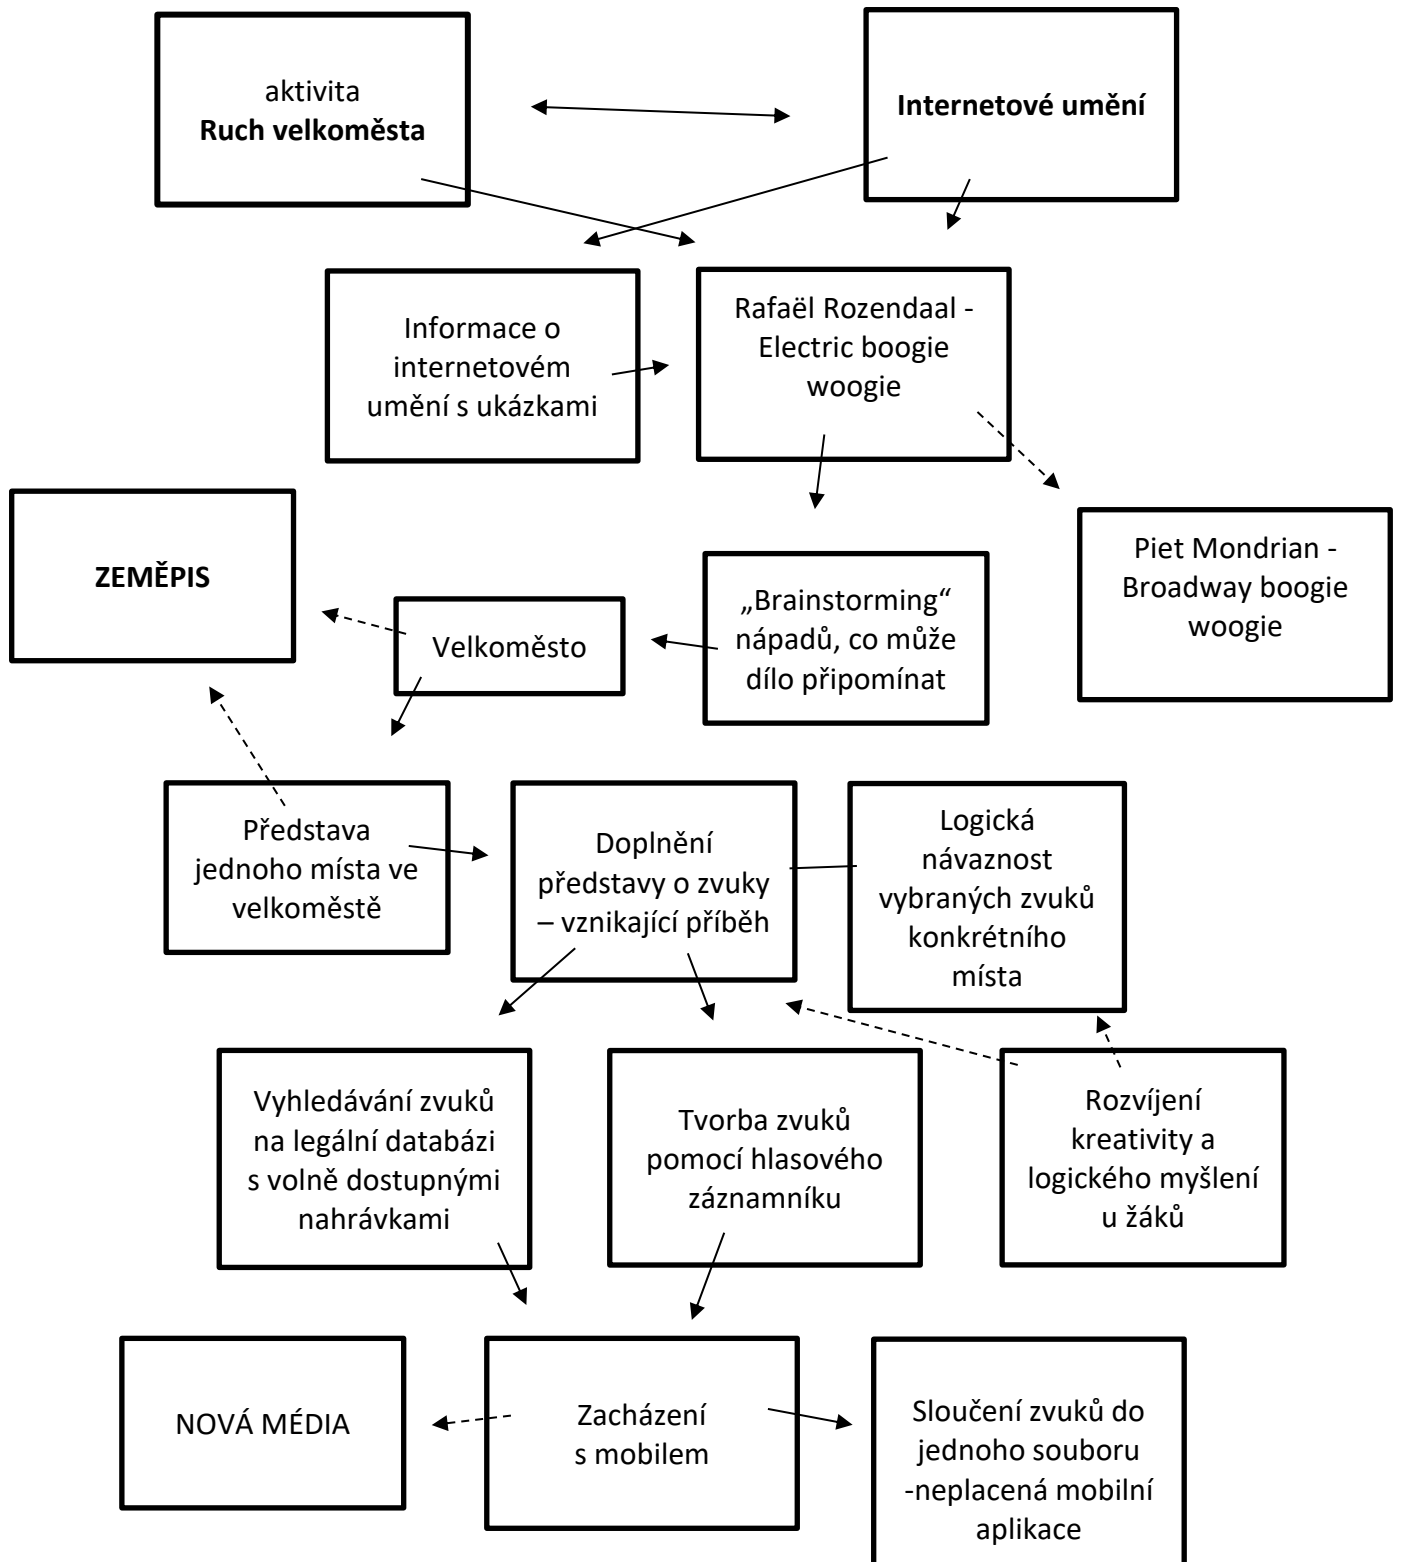 aktivita
Ruch velkoměsta
Internetové umění
Informace o
internetovém
umění s ukázkami
Rafaël Rozendaal -
Electric boogie
woogie
ZEMĚPIS
Piet Mondrian -
Broadway boogie
woogie
„Brainstorming“
nápadů, co může
dílo připomínat
Velkoměsto
Představa
jednoho místa ve
velkoměstě
Doplnění
představy o zvuky
– vznikající příběh
Logická
návaznost
vybraných zvuků
konkrétního
místa
Vyhledávání zvuků
na legální databázi
s volně dostupnými
nahrávkami
Tvorba zvuků
pomocí hlasového
záznamníku
Rozvíjení
kreativity a
logického myšlení
u žáků
NOVÁ MÉDIA
Zacházení
s mobilem
Sloučení zvuků do
jednoho souboru
-neplacená mobilní
aplikace